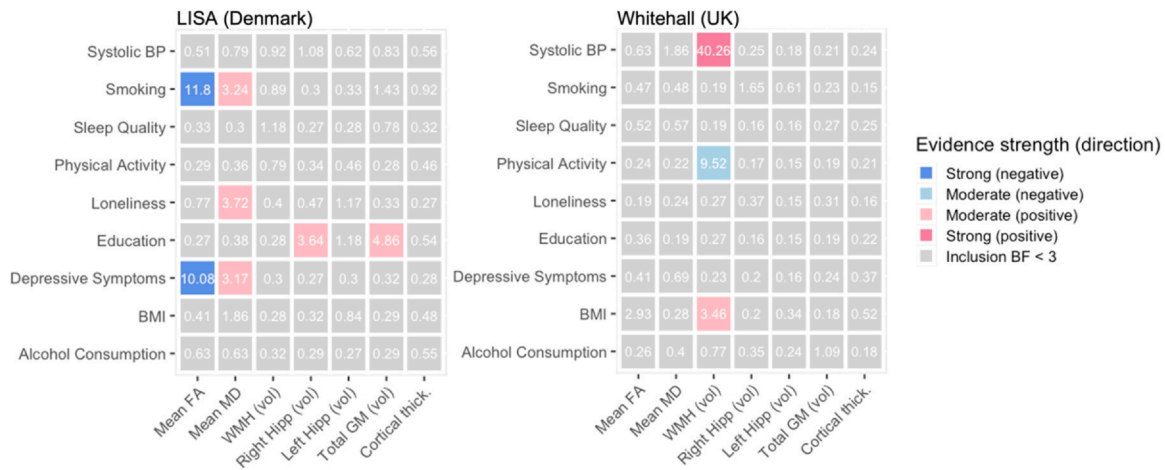 LISA (Denmark)
Systolic BP 0.51 0.79 0.92 1.08 0.62 0.83 0.56
Smoking 11.8 3.24 0.89 0.3 0.33 1.43 0.92
Sleep Quality 0.33 0.3 1.18 0.27 0.28 0.78 0.32
Physical Activity 0.29 0.36 0.79 0.34 0.46 0.28 0.46
Loneliness 0.77 3.72 0.4 0.47 1.17 0.33 0.27
Education 0.27 0.38 0.28 3.64 1.18 4.86 0.54
Depressive Symptoms 10.08 3.17 0.3 0.27 0.3 0.32 0.28
BMI 0.41 1.86 0.28 0.32 0.84 0.29 0.48
Alcohol Consumption 0.63 0.63 0.32 0.29 0.27 0.29 0.55
Mean FA
Mean MD
WMH (vol)
Right Hipp (vol)
Left Hipp (vol)
Total GM (vol)
Cortical thick.
Whitehall (UK)
Systolic BP 0.63 1.86 40.26 0.25 0.18 0.21 0.24
Smoking 0.47 0.48 0.19 1.65 0.61 0.23 0.15
Sleep Quality 0.52 0.57 0.19 0.16 0.16 0.27 0.25
Physical Activity 0.24 0.22 9.52 0.17 0.15 0.19 0.21
Loneliness 0.19 0.24 0.27 0.37 0.15 0.31 0.16
Education 0.36 0.19 0.27 0.16 0.15 0.19 0.22
Depressive Symptoms 0.41 0.69 0.23 0.2 0.16 0.24 0.37
BMI 2.93 0.28 3.46 0.2 0.34 0.18 0.52
Alcohol Consumption 0.26 0.4 0.77 0.35 0.24 1.09 0.18
Mean FA
Mean MD
WMH (vol)
Right Hipp (vol)
Left Hipp (vol)
Total GM (vol)
Cortical thick.
Evidence strength (direction)
Strong (negative)
Moderate (negative)
Moderate (positive)
Strong (positive)
Inclusion BF < 3